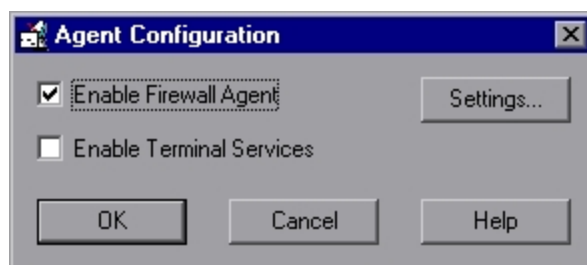 Agent Configuration
Enable Firewall Agent
Settings...
Enable Terminal Services
OK
Cancel
Help